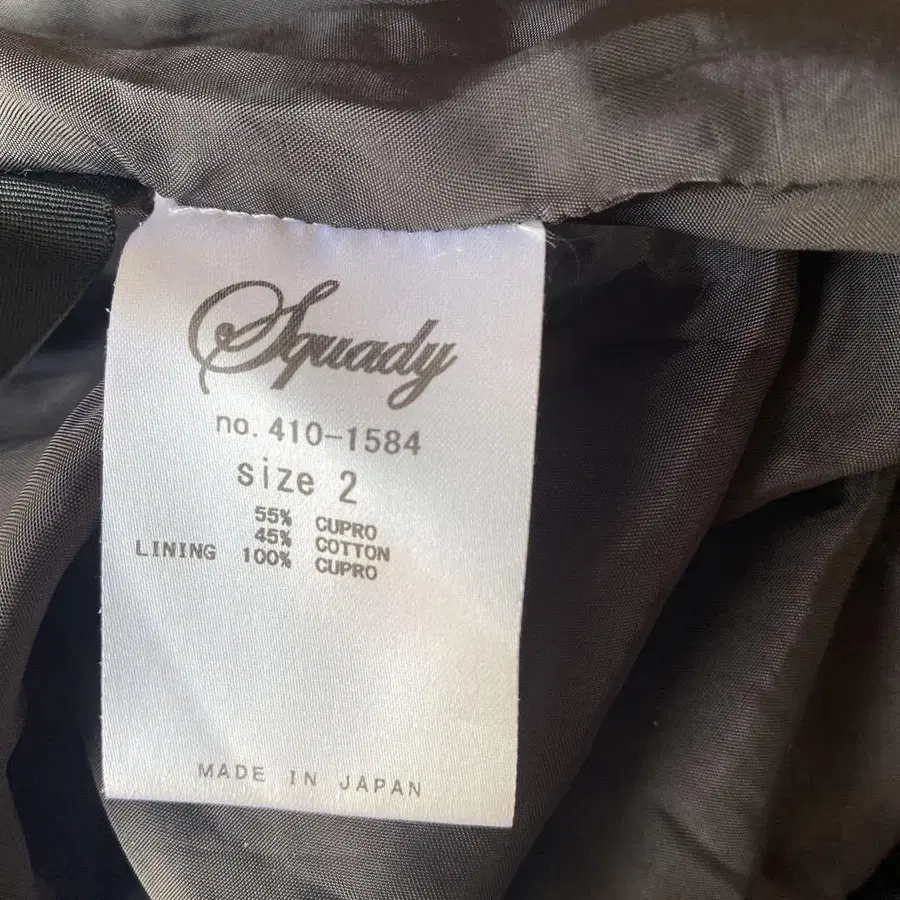 Squady
no. 410-1584
size 2
55% CUPRO
45% COTTON
LINING 100% CUPRO
MADE IN JAPAN